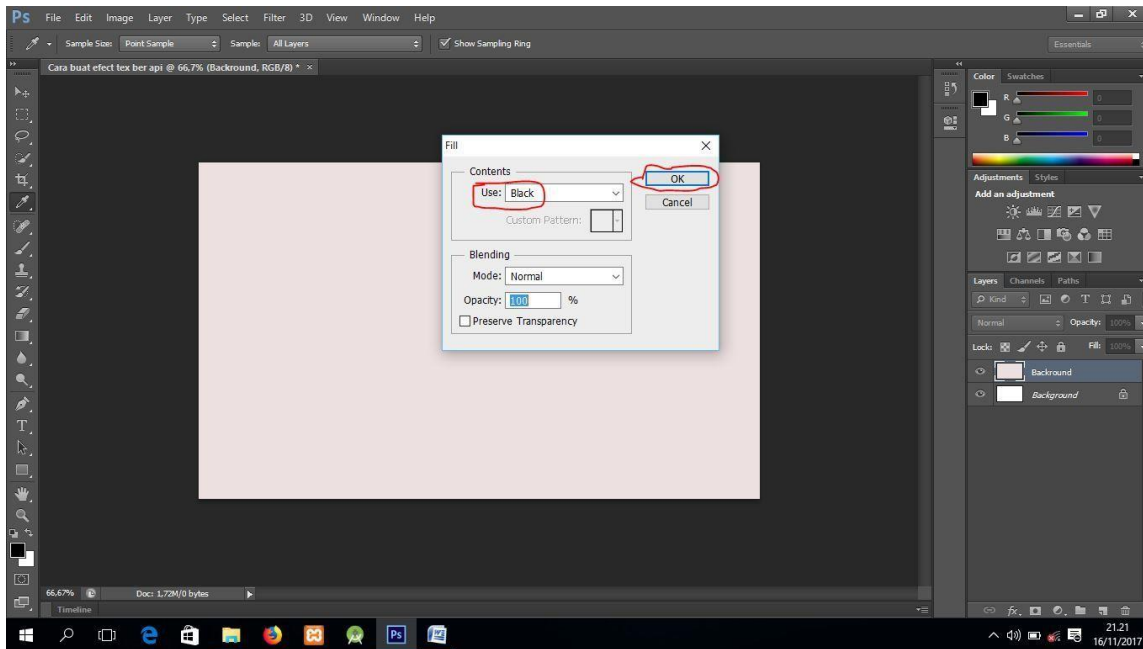 Ps File Edit Image Layer Type Select Filter 3D View Window Help
Sample Size: Point Sample Sample: All Layers Show Sampling Ring Essentials
Cara buat efect tex ber api @ 66,7% (Backround, RGB/8) * ×
Color Swatches
R 0
G 0
B 0
Fill
Contents
Use: Black
OK
Cancel
Custom Pattern:
Blending
Mode: Normal
Opacity: 100 %
Preserve Transparency
Adjustments Styles
Add an adjustment
Layers Channels Paths
Kind
Normal Opacity: 100%
Lock: Fill: 100%
Backround
Background
66,67% Doc: 1,72M/0 bytes
Timeline
Ps
21.21
16/11/2017